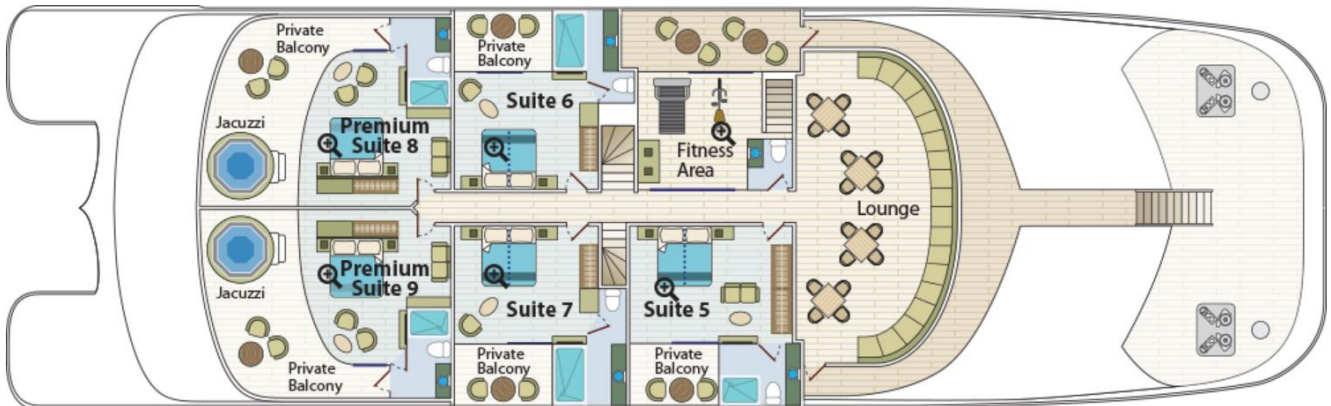 Private
Balcony
Private
Balcony
Suite 6
Jacuzzi
Premium
Suite 8
Fitness
Area
Lounge
Premium
Suite 9
Jacuzzi
Suite 7
Suite 5
Private
Balcony
Private
Balcony
Private
Balcony